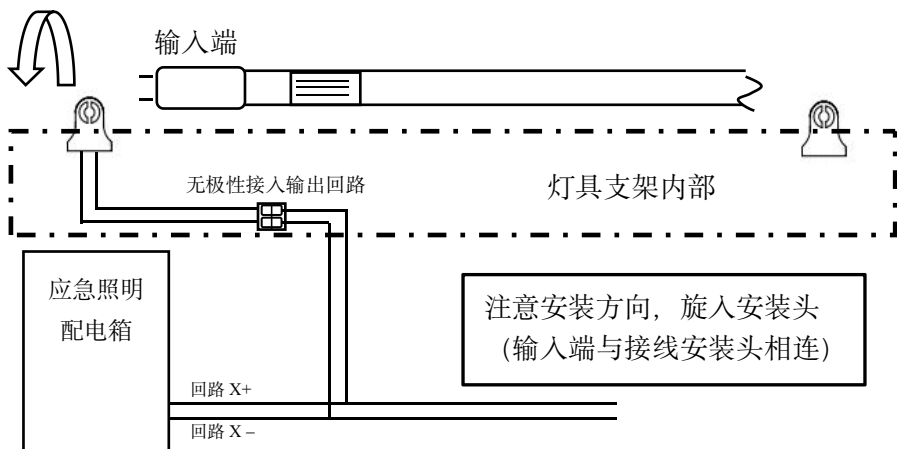 输入端
无极性接入输出回路
灯具支架内部
应急照明
配电箱
注意安装方向，旋入安装头
（输入端与接线安装头相连）
回路 X+
回路 X –